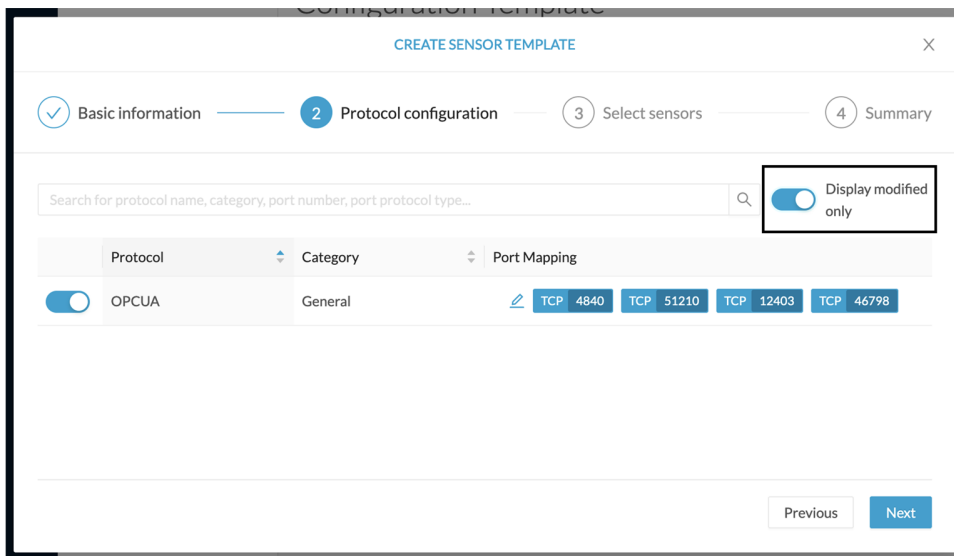 Configuration Template
CREATE SENSOR TEMPLATE
Basic information
2 Protocol configuration
3 Select sensors
4 Summary
Search for protocol name, category, port number, port protocol type...
Display modified
only
Protocol Category Port Mapping
OPCUA General TCP 4840 TCP 51210 TCP 12403 TCP 46798
Previous Next